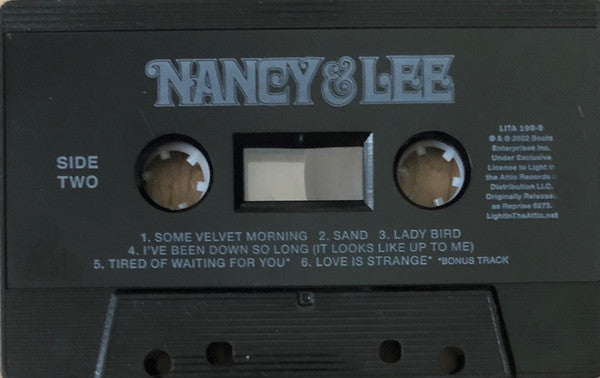 NANCY & LEE
SIDE
TWO
LITA 199-9
℗ & © 2022 Boots
Enterprises Inc.
Under Exclusive
License to Light in
the Attic Records &
Distribution LLC.
Originally Released
as Reprise 6273.
LightInTheAttic.net
1. SOME VELVET MORNING 2. SAND 3. LADY BIRD
4. I'VE BEEN DOWN SO LONG (IT LOOKS LIKE UP TO ME)
5. TIRED OF WAITING FOR YOU* 6. LOVE IS STRANGE* *BONUS TRACK